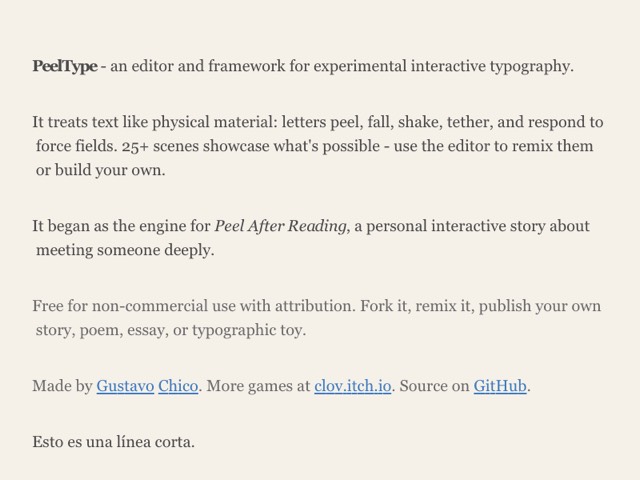 PeelType - an editor and framework for experimental interactive typography.
It treats text like physical material: letters peel, fall, shake, tether, and respond to
force fields. 25+ scenes showcase what's possible - use the editor to remix them
or build your own.
It began as the engine for Peel After Reading, a personal interactive story about
meeting someone deeply.
Free for non-commercial use with attribution. Fork it, remix it, publish your own
story, poem, essay, or typographic toy.
Made by Gustavo Chico. More games at clov.itch.io. Source on GitHub.
Esto es una línea corta.